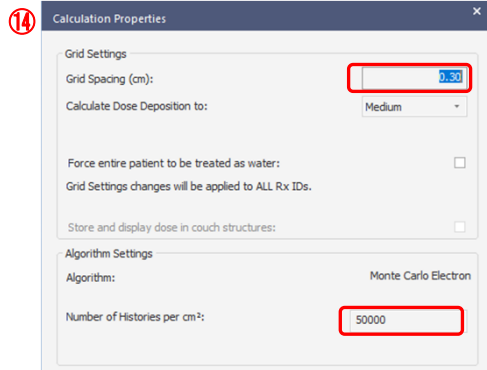 ⑭
Calculation Properties
×
Grid Settings
Grid Spacing (cm): 0.30
Calculate Dose Deposition to: Medium
Force entire patient to be treated as water:
Grid Settings changes will be applied to ALL Rx IDs.
Store and display dose in couch structures:
Algorithm Settings
Algorithm: Monte Carlo Electron
Number of Histories per cm²: 50000